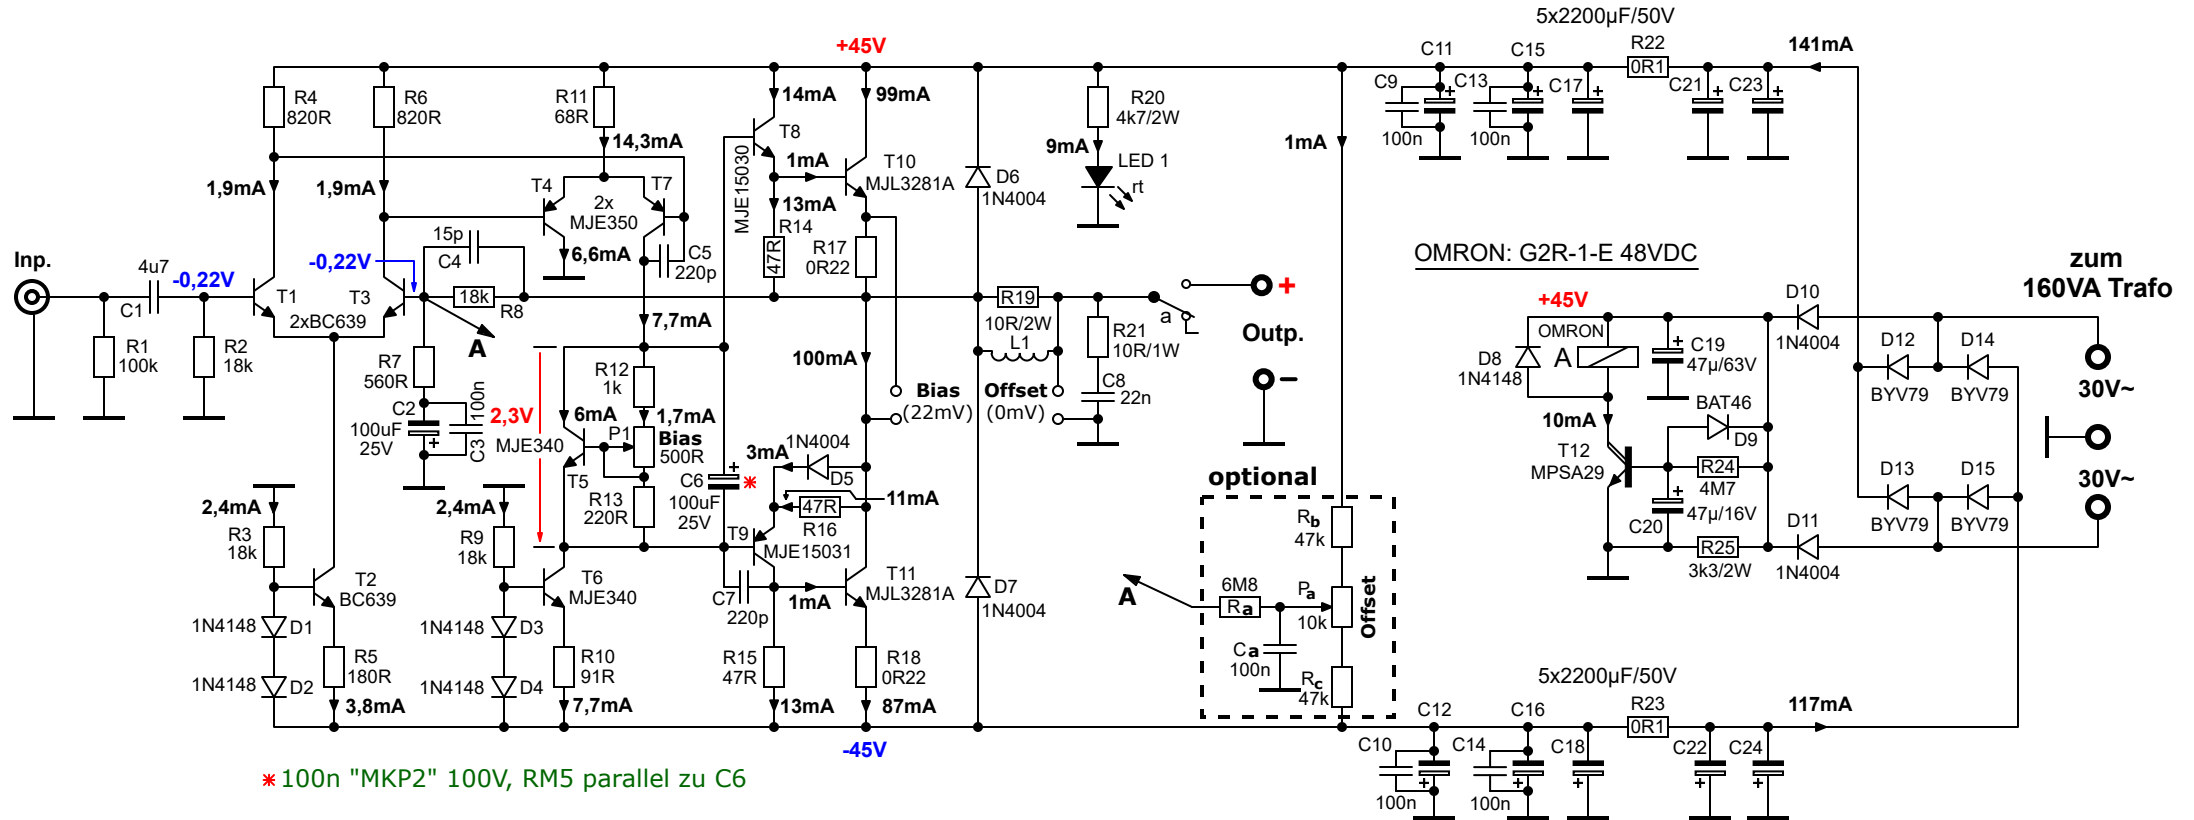 5x2200µF/50V
+45V
C11
C15
R22
0R1
141mA
C9
C13
C17
C21
C23
100n
100n
R4
820R
R6
820R
R11
68R
14mA
99mA
R20
4k7/2W
14,3mA
T8
MJE15030
1mA
T10
MJL3281A
9mA
LED 1
rt
1mA
D6
1N4004
1,9mA
1,9mA
T4
T7
2x
MJE350
13mA
R14
47R
R17
0R22
15p
C4
6,6mA
C5
220p
OMRON: G2R-1-E 48VDC
zum
160VA Trafo
Inp.
4u7
C1
-0,22V
-0,22V
T1
T3
2xBC639
18k
R8
A
7,7mA
R19
10R/2W
L1
R21
10R/1W
a
+
Outp.
−
+45V
D10
1N4004
OMRON
A
D8
1N4148
C19
47µ/63V
D12
BYV79
D14
BYV79
30V~
R1
100k
R2
18k
R7
560R
C2
100uF
25V
C3
100n
2,3V
R12
1k
100mA
Bias
(22mV)
Offset
(0mV)
C8
22n
10mA
BAT46
D9
T12
MPSA29
R24
4M7
6mA
1,7mA
MJE340
P1
Bias
500R
T5
R13
220R
C6
100uF
25V
3mA
1N4004
D5
11mA
47R
R16
optional
D13
BYV79
D15
BYV79
30V~
2,4mA
R3
18k
2,4mA
R9
18k
T9
MJE15031
Rb
47k
C20
47µ/16V
R25
3k3/2W
D11
1N4004
T2
BC639
T6
MJE340
C7
220p
1mA
T11
MJL3281A
D7
1N4004
A
6M8
Ra
Pa
10k
Offset
1N4148
D1
1N4148
D3
Ca
100n
1N4148
D2
R5
180R
1N4148
D4
R10
91R
R15
47R
R18
0R22
Rc
47k
3,8mA
7,7mA
13mA
87mA
5x2200µF/50V
C12
C16
R23
0R1
117mA
-45V
C10
C14
C18
C22
C24
100n
100n
* 100n "MKP2" 100V, RM5 parallel zu C6